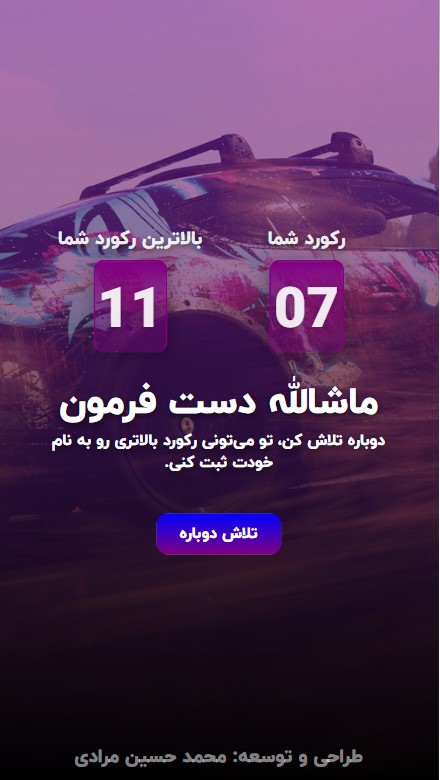 رکورد شما
بالاترین رکورد شما
07
11
ماشاالله دست فرمون
دوباره تلاش کن، تو می‌تونی رکورد بالاتری رو به نام
خودت ثبت کنی.
تلاش دوباره
طراحی و توسعه: محمد حسین مرادی